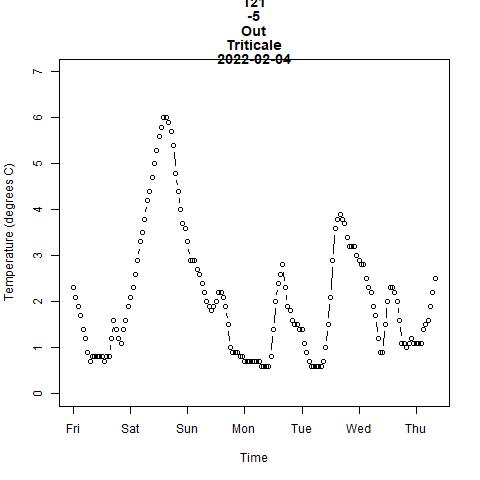 121
-5
Out
Triticale
2022-02-04
Temperature (degrees C)
7
6
5
4
3
2
1
0
Fri Sat Sun Mon Tue Wed Thu
Time